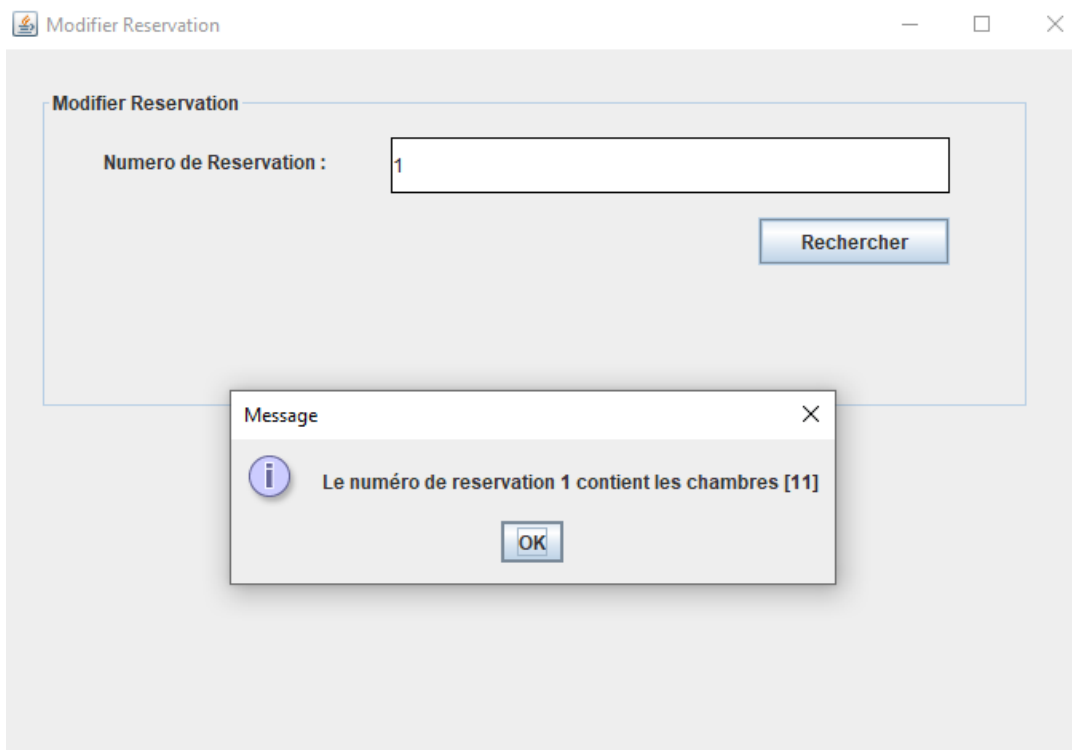 Modifier Reservation
Modifier Reservation
Numero de Reservation :
1
Rechercher
Message
Le numéro de reservation 1 contient les chambres [11]
OK